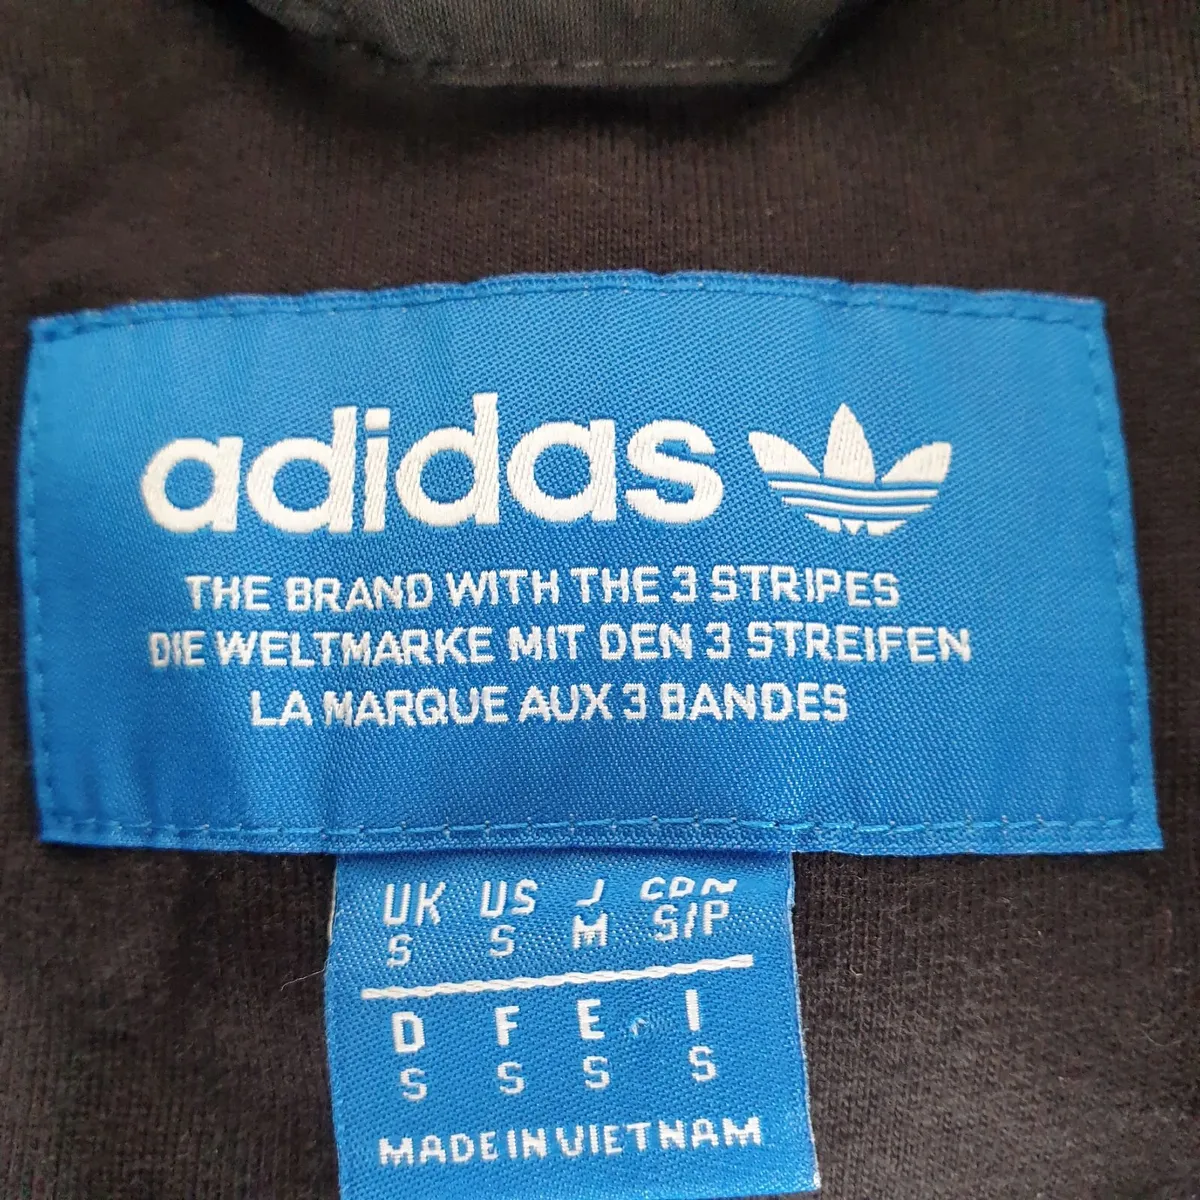 adidas
THE BRAND WITH THE 3 STRIPES
DIE WELTMARKE MIT DEN 3 STREIFEN
LA MARQUE AUX 3 BANDES
UK US J CDN
S S M S/P
D F E I
S S S S
MADE IN VIETNAM